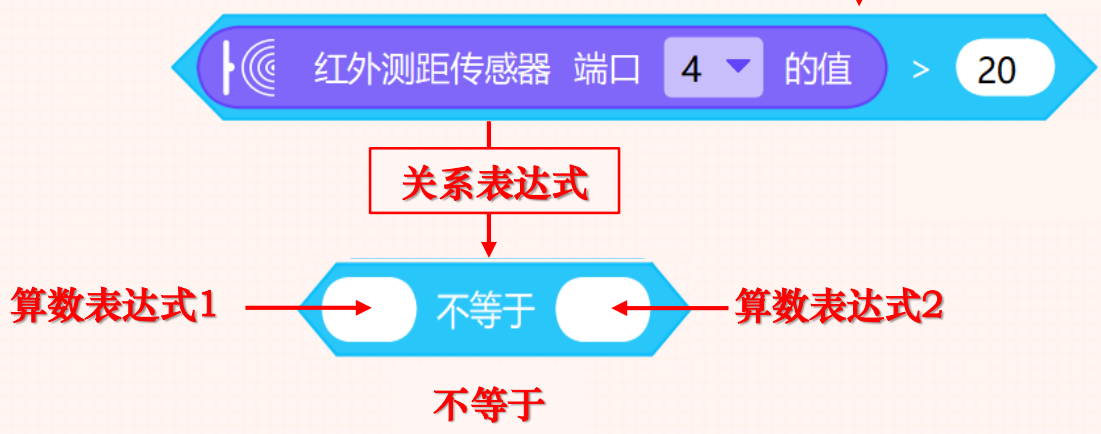 红外测距传感器 端口 4 的值 > 20
关系表达式
算数表达式1 不等于 算数表达式2
不等于